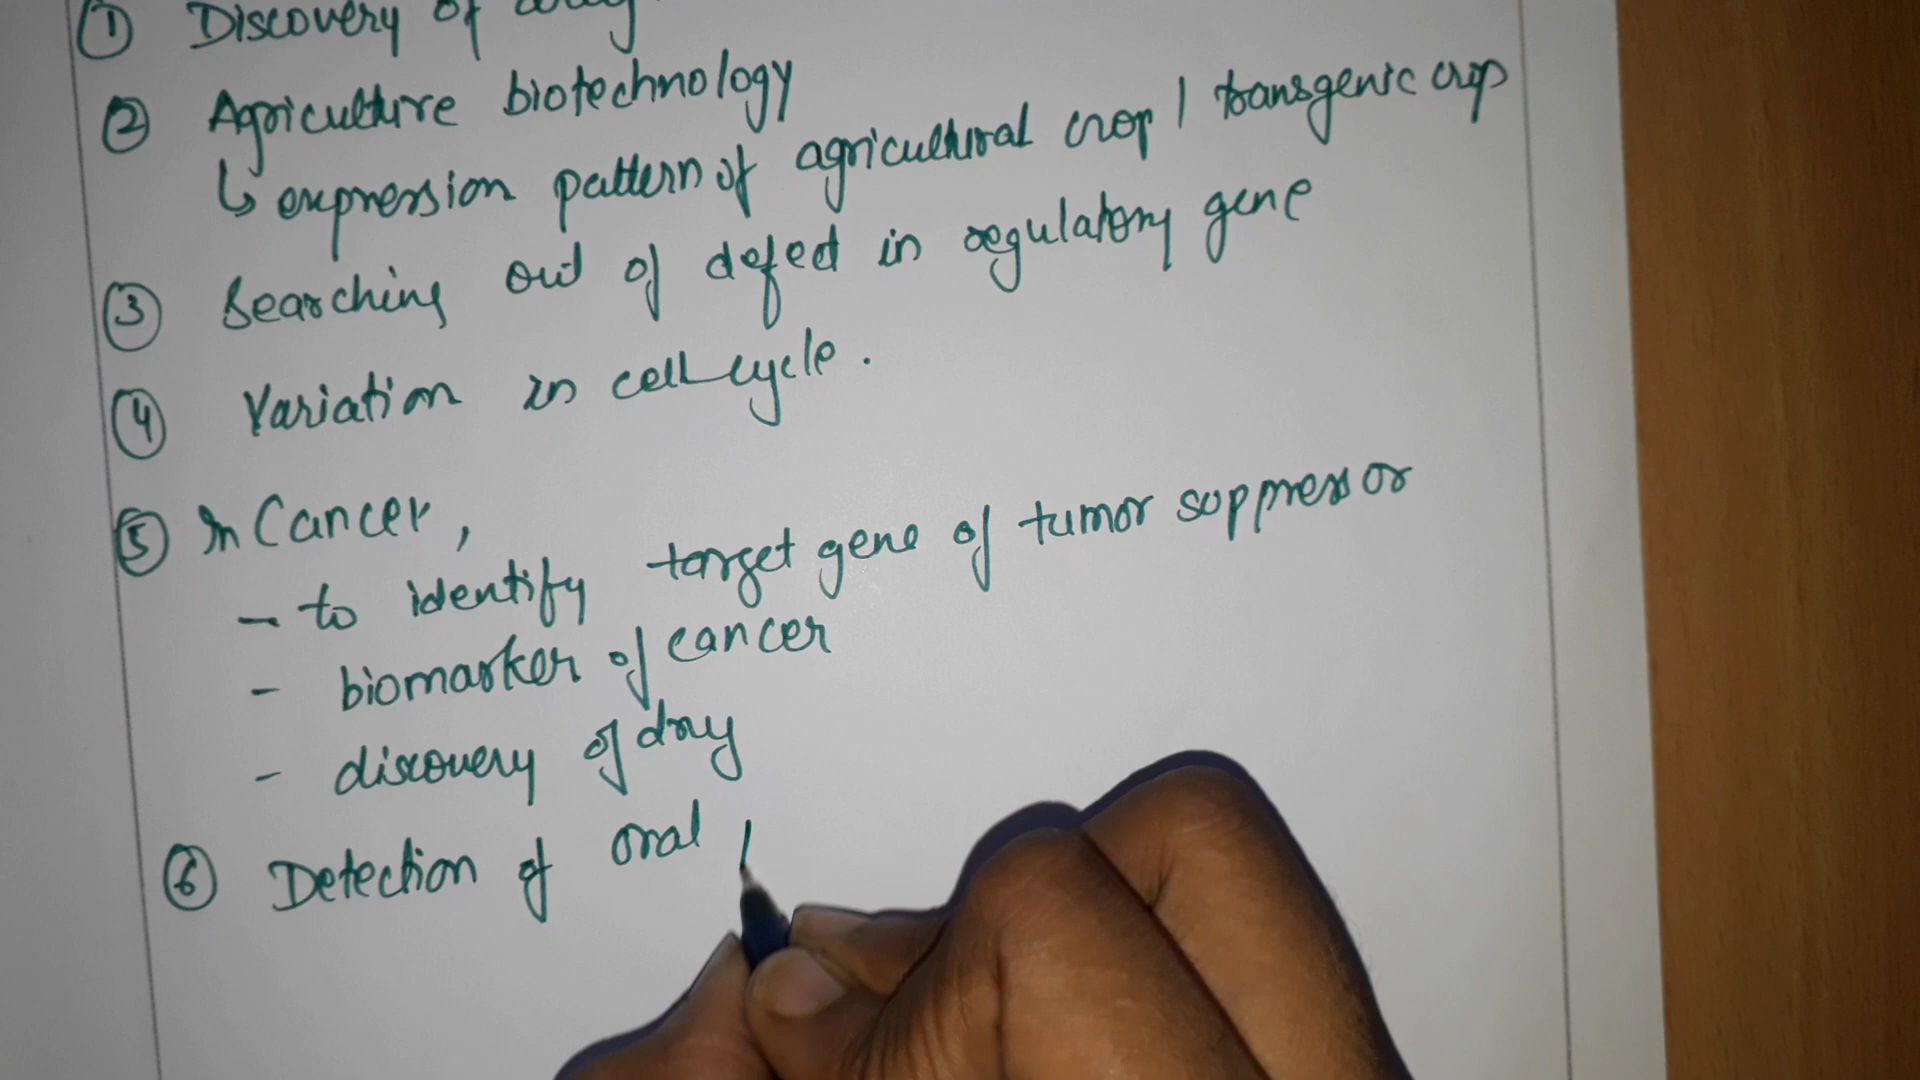 ① Discovery of drug
② Agriculture biotechnology
↳ expression pattern of agricultural crop / transgenic crop
③ Searching out of defect in regulatory gene
④ Variation in cell cycle.
⑤ In Cancer,
- to identify target gene of tumor suppressor
- biomarker of cancer
- discovery of drug
⑥ Detection of oral